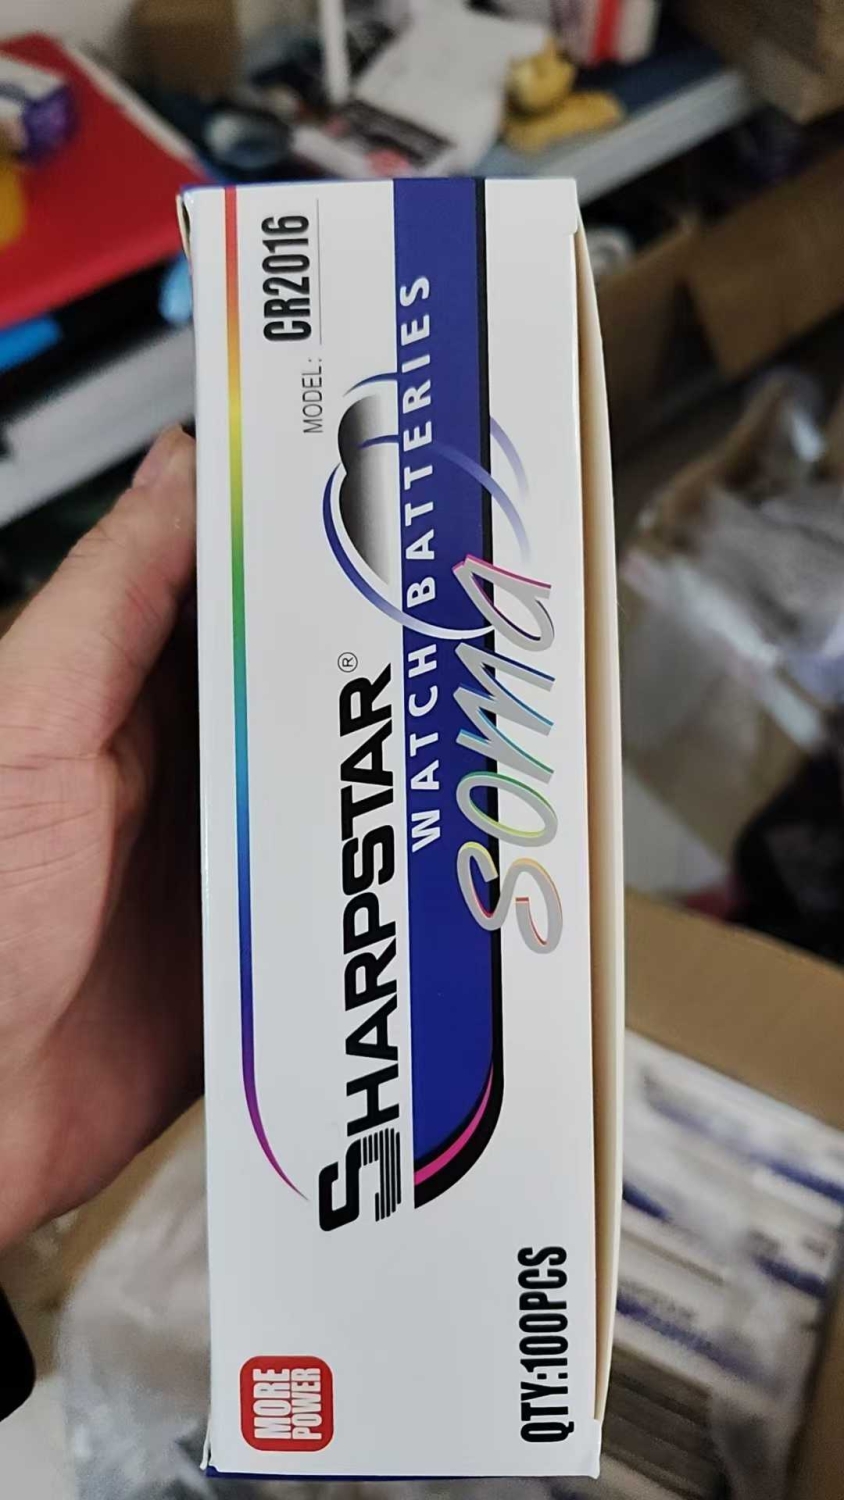 MODEL: CR2016
SHARPSTAR®
WATCH BATTERIES
soma
MORE
POWER
QTY:100PCS